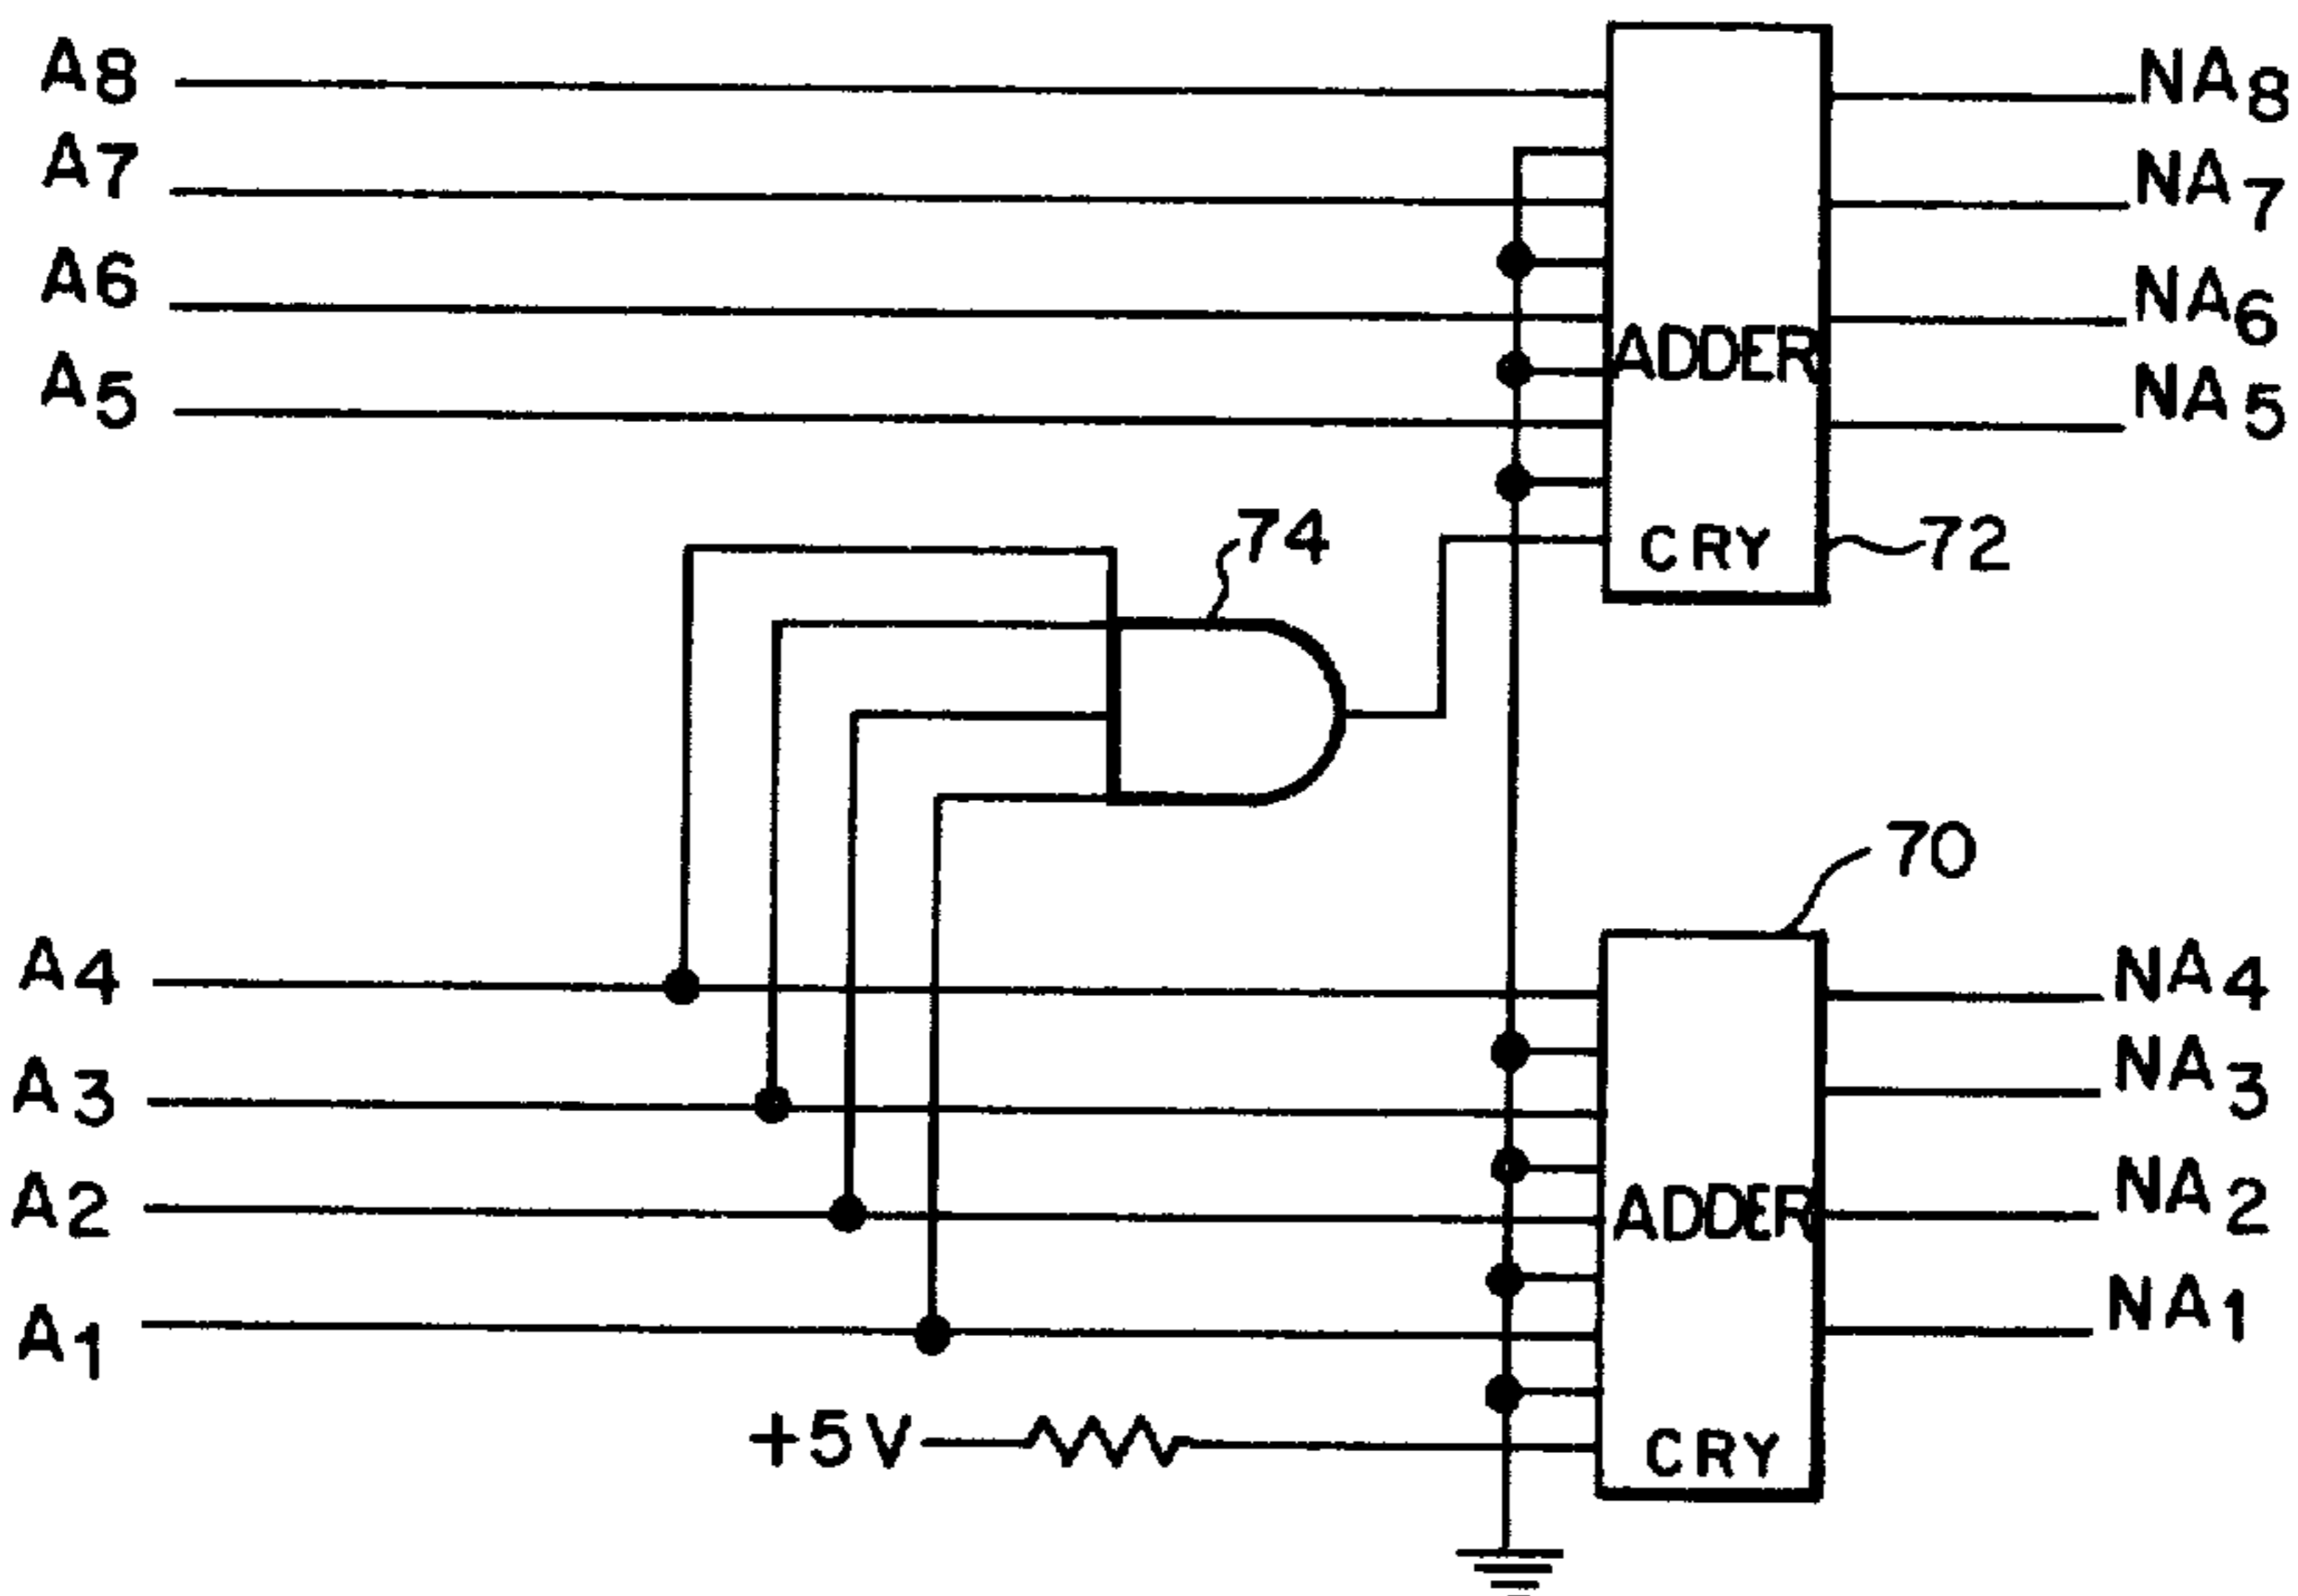 A8 NA8
A7 NA7
A6 NA6
ADDER
A5 NA5
74
CRY 72
70
A4 NA4
A3 NA3
A2 NA2
ADDER
A1 NA1
+5V
CRY